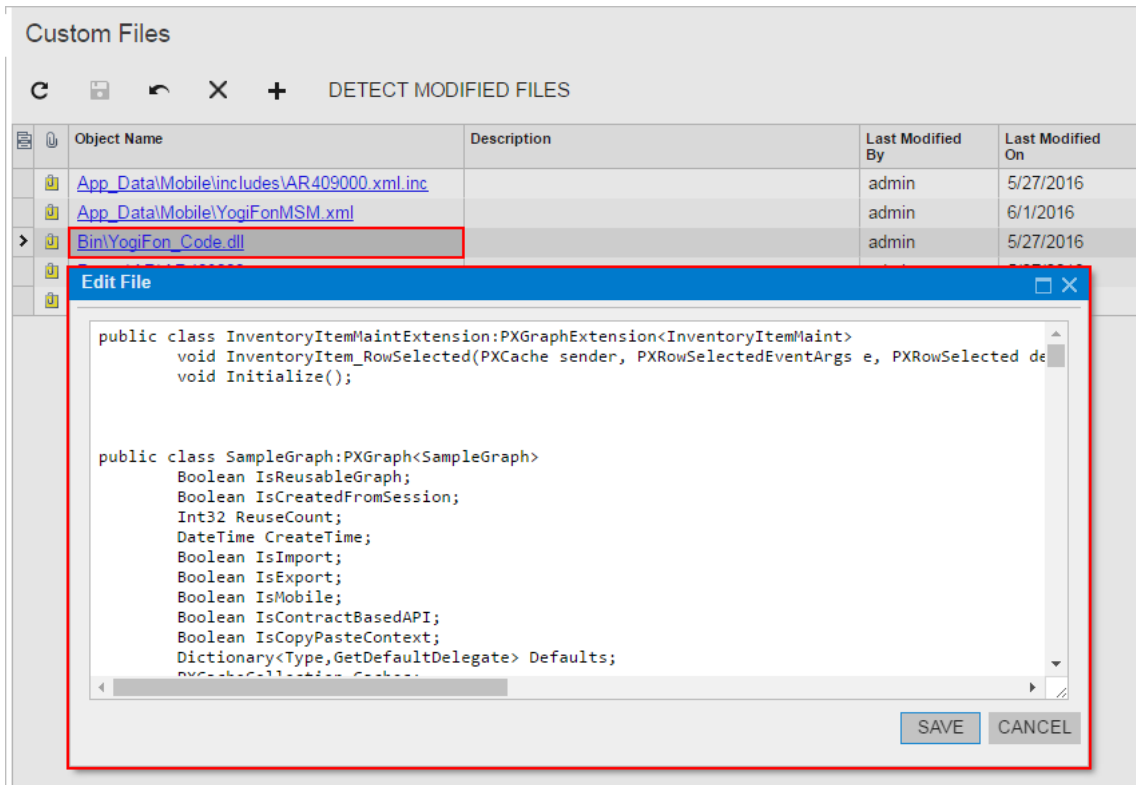 Custom Files
DETECT MODIFIED FILES
Object Name Description Last Modified By Last Modified On
App_Data\Mobile\includes\AR409000.xml.inc admin 5/27/2016
App_Data\Mobile\YogiFonMSM.xml admin 6/1/2016
Bin\YogiFon_Code.dll admin 5/27/2016
Edit File
public class InventoryItemMaintExtension:PXGraphExtension<InventoryItemMaint>
void InventoryItem_RowSelected(PXCache sender, PXRowSelectedEventArgs e, PXRowSelected de
void Initialize();
public class SampleGraph:PXGraph<SampleGraph>
Boolean IsReusableGraph;
Boolean IsCreatedFromSession;
Int32 ReuseCount;
DateTime CreateTime;
Boolean IsImport;
Boolean IsExport;
Boolean IsMobile;
Boolean IsContractBasedAPI;
Boolean IsCopyPasteContext;
Dictionary<Type,GetDefaultDelegate> Defaults;
PXCacheCollection Caches;
SAVE CANCEL